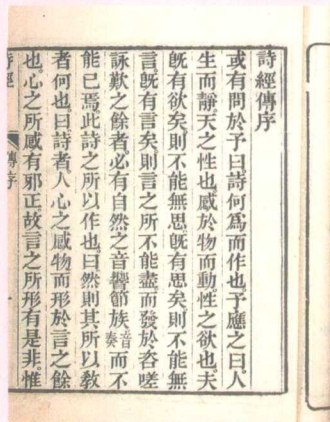 詩經傳序
或有問於予曰詩何爲而作也予應之曰人
生而靜天之性也感於物而動性之欲也夫
既有欲矣則不能無思既有思矣則不能無
言既有言矣則言之所不能盡而發於咨嗟
詠歎之餘者必有自然之音響節族音奏而不
能已焉此詩之所以作也曰然則其所以教
者何也曰詩者人心之感物而形於言之餘
也心之所感有邪正故言之所形有是非惟
詩經
傳序